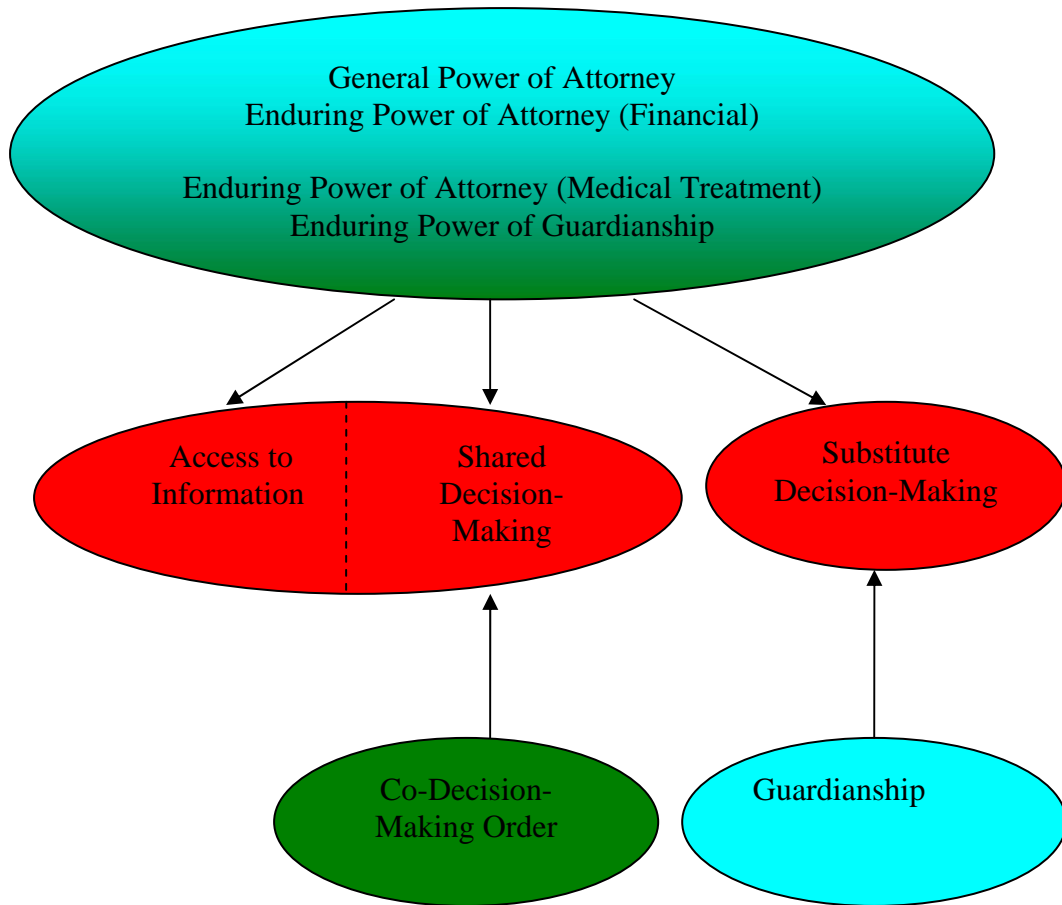 General Power of Attorney
Enduring Power of Attorney (Financial)
Enduring Power of Attorney (Medical Treatment)
Enduring Power of Guardianship
Access to
Information
Shared
Decision-
Making
Substitute
Decision-Making
Co-Decision-
Making Order
Guardianship